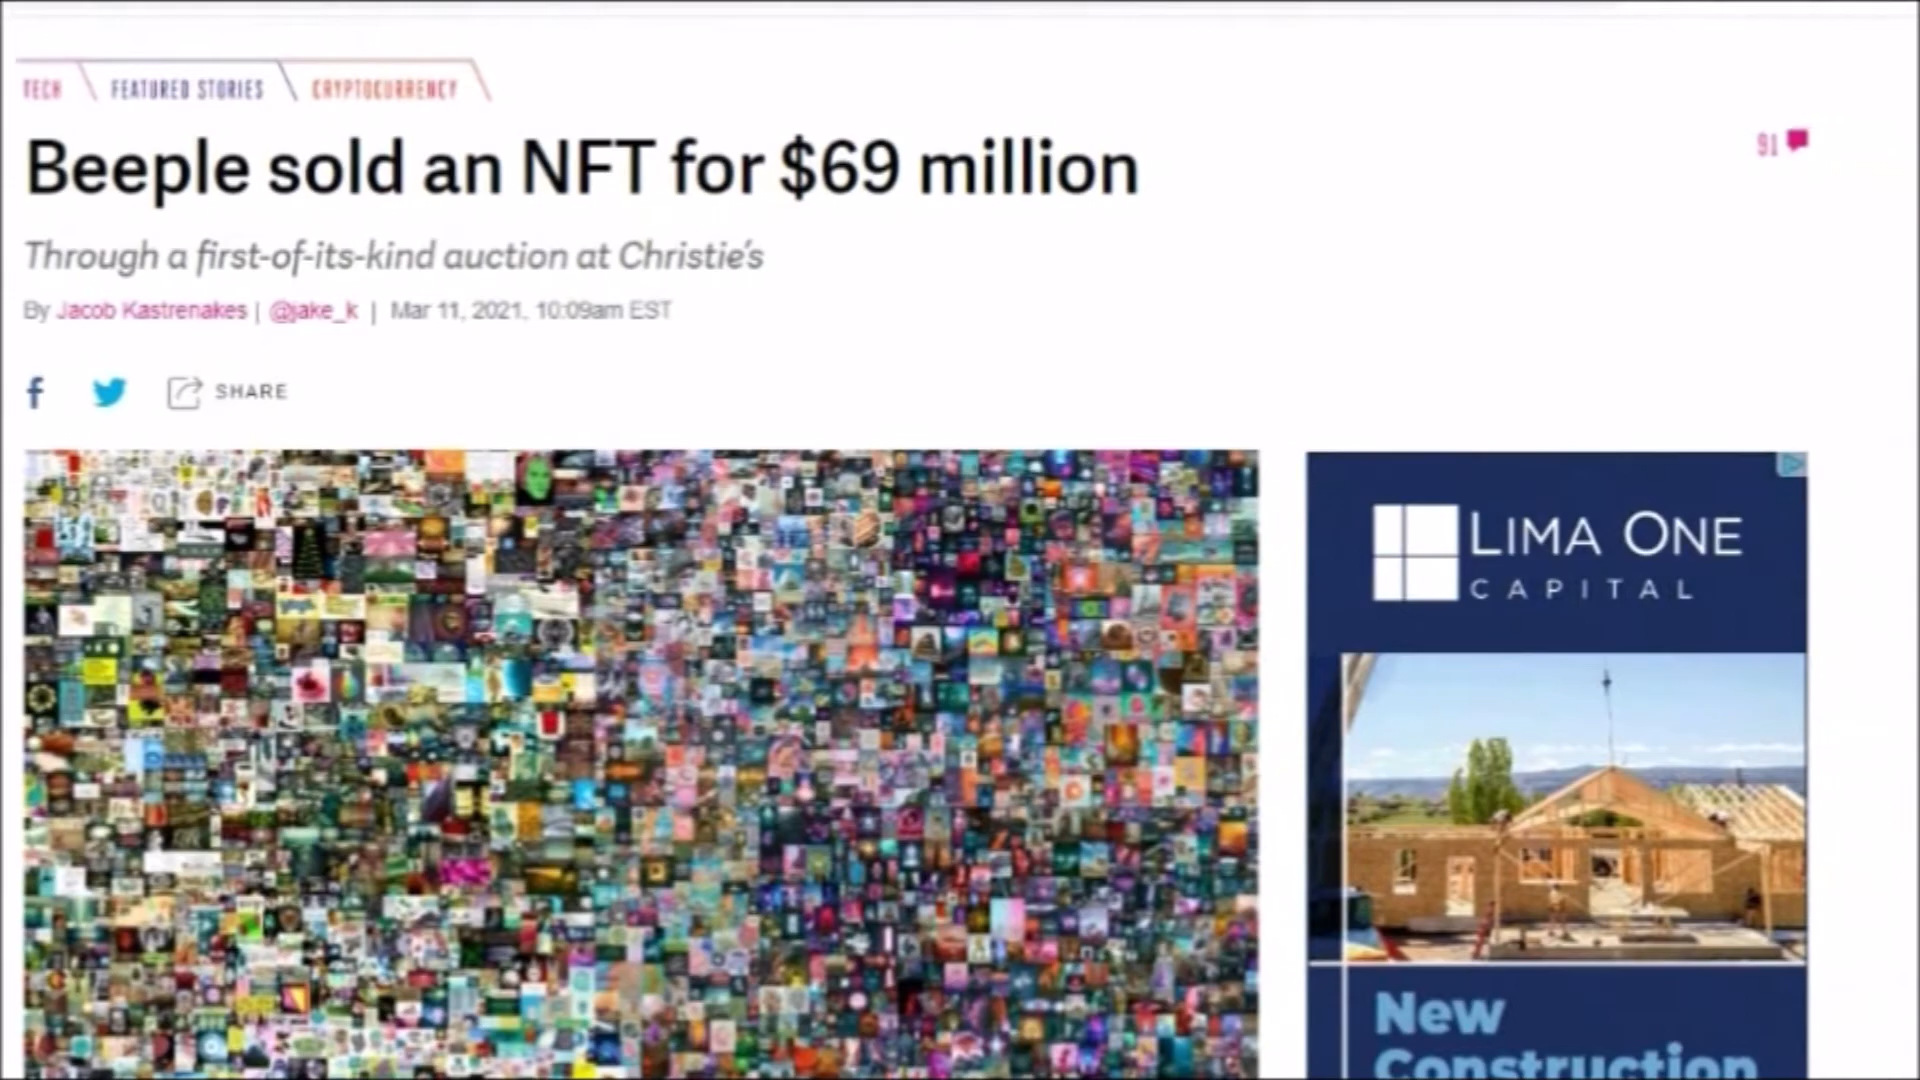 TECH
FEATURED STORIES
CRYPTOCURRENCY
Beeple sold an NFT for $69 million
91
Through a first-of-its-kind auction at Christie's
By Jacob Kastrenakes | @jake_k | Mar 11, 2021, 10:09am EST
SHARE
LIMA ONE
CAPITAL
New
Construction